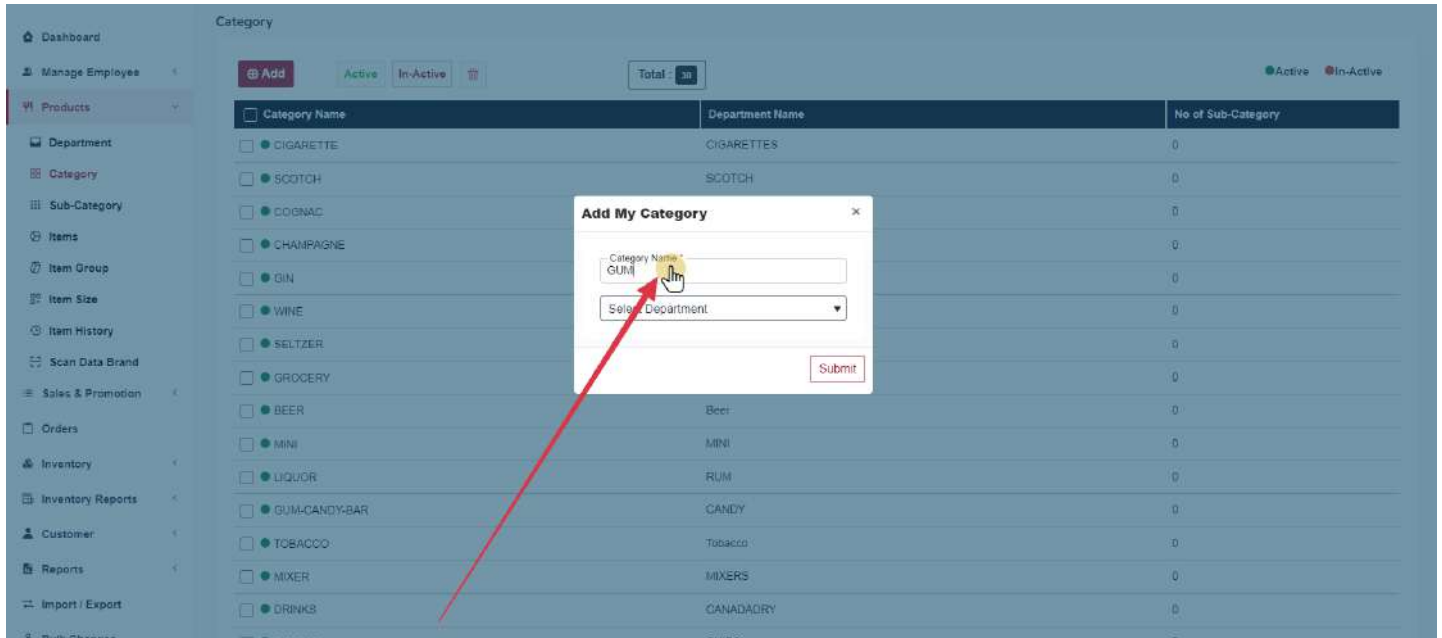 Category
Dashboard
Manage Employee
Products
Department
Category
Sub-Category
Items
Item Group
Item Size
Item History
Scan Data Brand
Sales & Promotion
Orders
Inventory
Inventory Reports
Customer
Reports
Import / Export
Add Active In-Active Total : 30 Active In-Active
Category Name Department Name No of Sub-Category
CIGARETTE CIGARETTES 0
SCOTCH SCOTCH 0
COGNAC 0
CHAMPAGNE 0
GIN 0
WINE 0
SELTZER 0
GROCERY 0
BEER Beer 0
MINI MINI 0
LIQUOR RUM 0
GUM-CANDY-BAR CANDY 0
TOBACCO Tobacco 0
MIXER MIXERS 0
DRINKS CANADADRY 0
Add My Category ×
Category Name *
GUM
Select Department
Submit